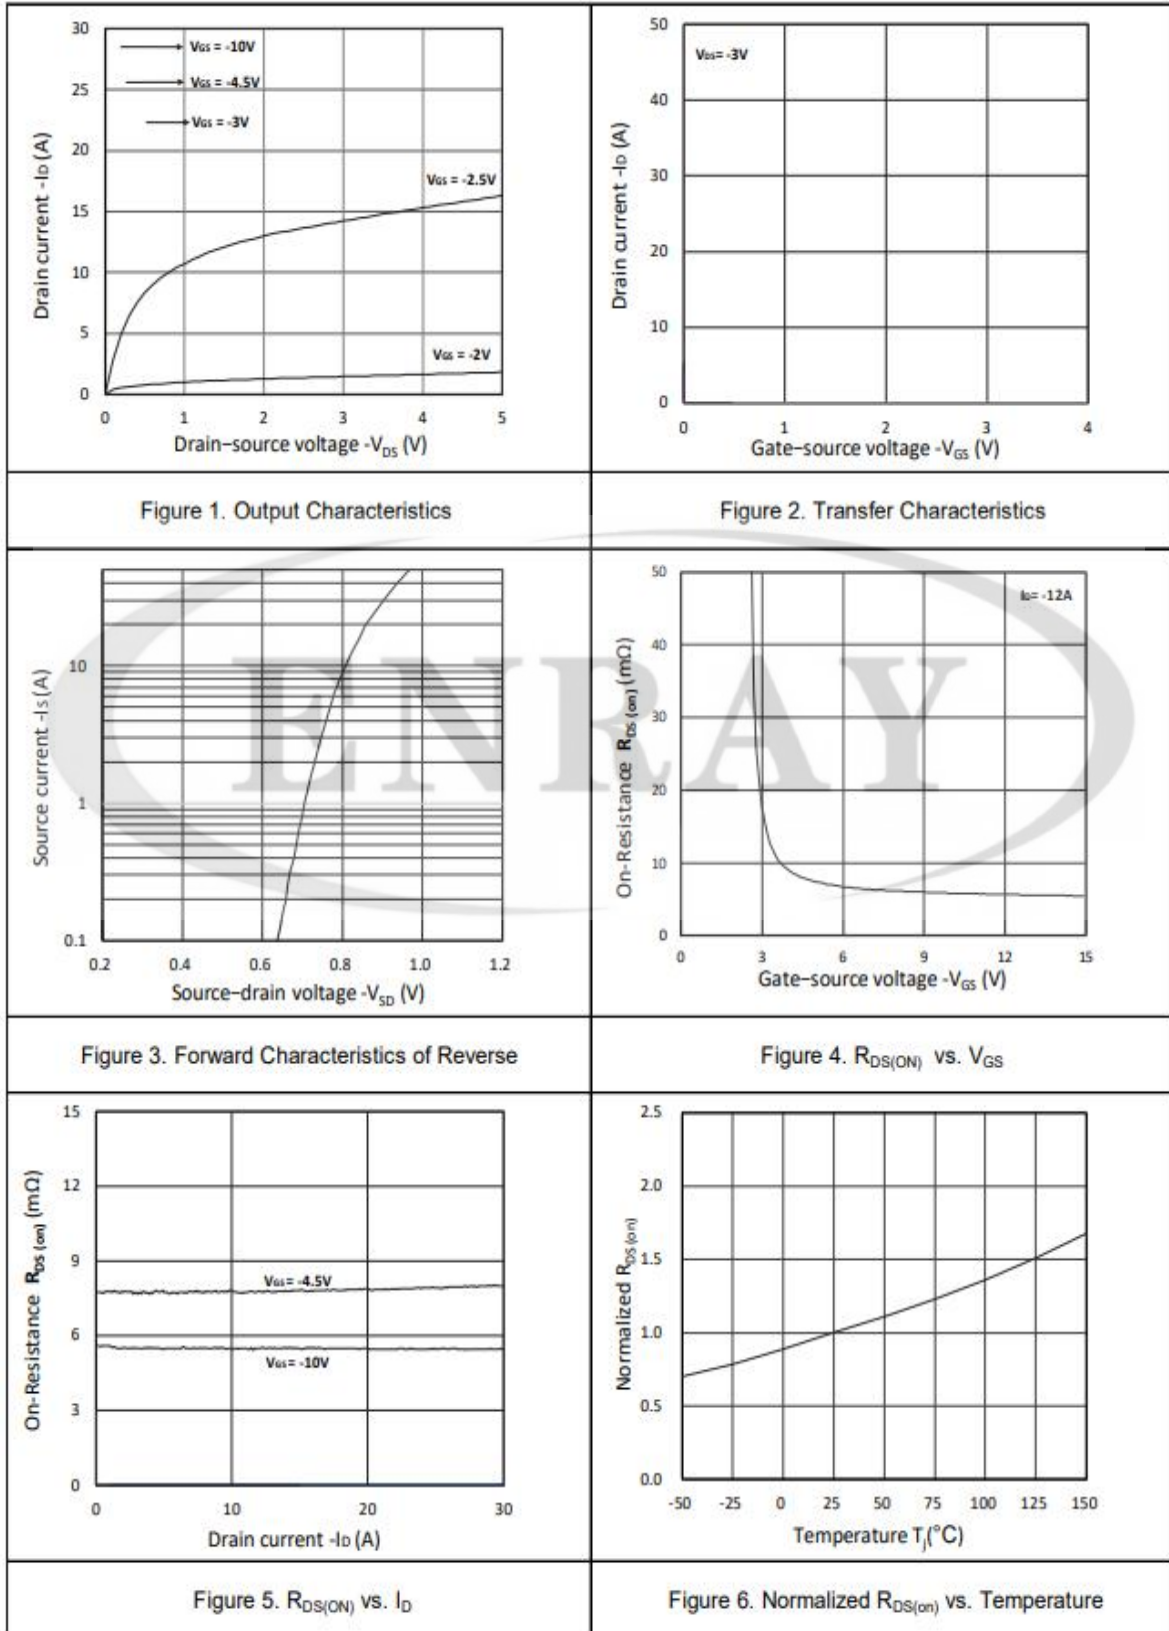 30
25
20
15
10
5
0
VGS = -10V
VGS = -4.5V
VGS = -3V
VGS = -2.5V
VGS = -2V
Drain current -ID (A)
0 1 2 3 4 5
Drain-source voltage -VDS (V)
50
40
30
20
10
0
VDS= -3V
Drain current -ID (A)
0 1 2 3 4
Gate-source voltage -VGS (V)
Figure 1. Output Characteristics
Figure 2. Transfer Characteristics
ENRAY
10
1
0.1
Source current -IS (A)
0.2 0.4 0.6 0.8 1.0 1.2
Source-drain voltage -VSD (V)
50
40
30
20
10
0
ID= -12A
On-Resistance RDS (on) (mΩ)
0 3 6 9 12 15
Gate-source voltage -VGS (V)
Figure 3. Forward Characteristics of Reverse
Figure 4. RDS(ON) vs. VGS
15
12
9
6
3
0
VGS= -4.5V
VGS= -10V
On-Resistance RDS (on) (mΩ)
0 10 20 30
Drain current -ID (A)
2.5
2.0
1.5
1.0
0.5
0.0
Normalized RDS(on)
-50 -25 0 25 50 75 100 125 150
Temperature Tj(°C)
Figure 5. RDS(ON) vs. ID
Figure 6. Normalized RDS(on) vs. Temperature